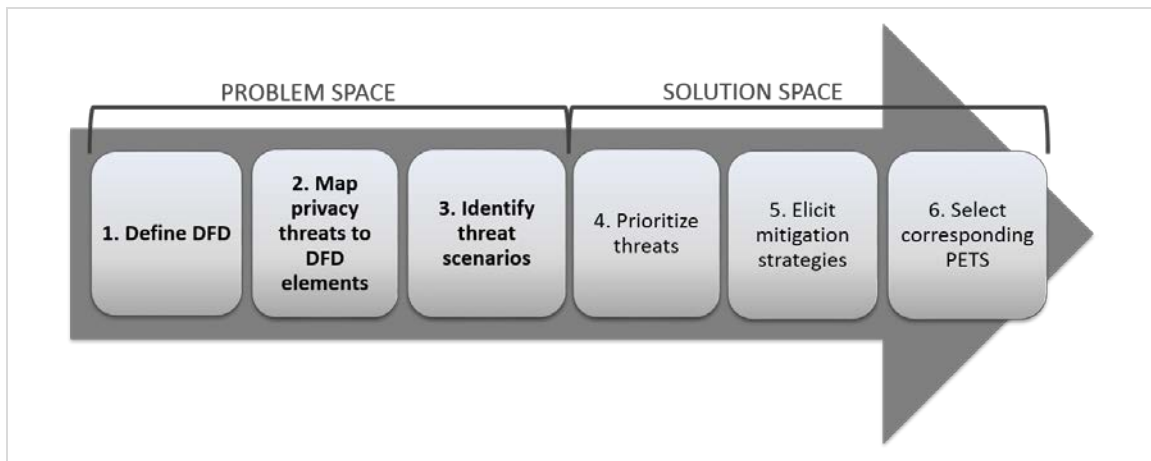 PROBLEM SPACE
SOLUTION SPACE
1. Define DFD
2. Map
privacy
threats to
DFD
elements
3. Identify
threat
scenarios
4. Prioritize
threats
5. Elicit
mitigation
strategies
6. Select
corresponding
PETS